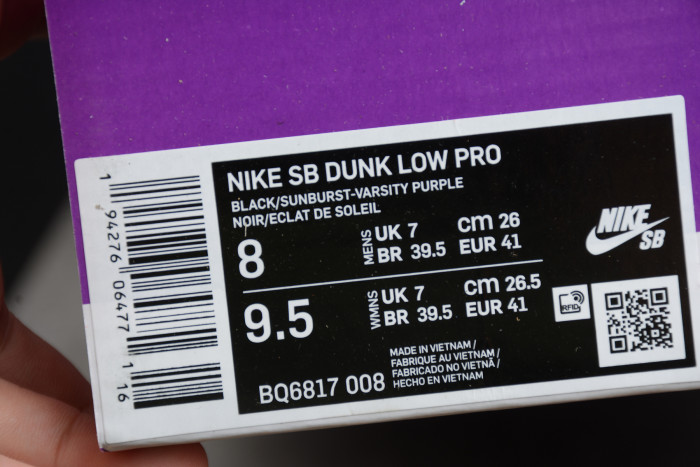 NIKE SB DUNK LOW PRO
BLACK/SUNBURST-VARSITY PURPLE
NOIR/ECLAT DE SOLEIL
8 MENS UK 7 cm 26
BR 39.5 EUR 41
9.5 WMNS UK 7 cm 26.5
BR 39.5 EUR 41
NIKE
SB
RFID
MADE IN VIETNAM /
FABRIQUE AU VIETNAM /
FABRICADO NO VIETNÃ /
HECHO EN VIETNAM
BQ6817 008
1 94276 06477 116